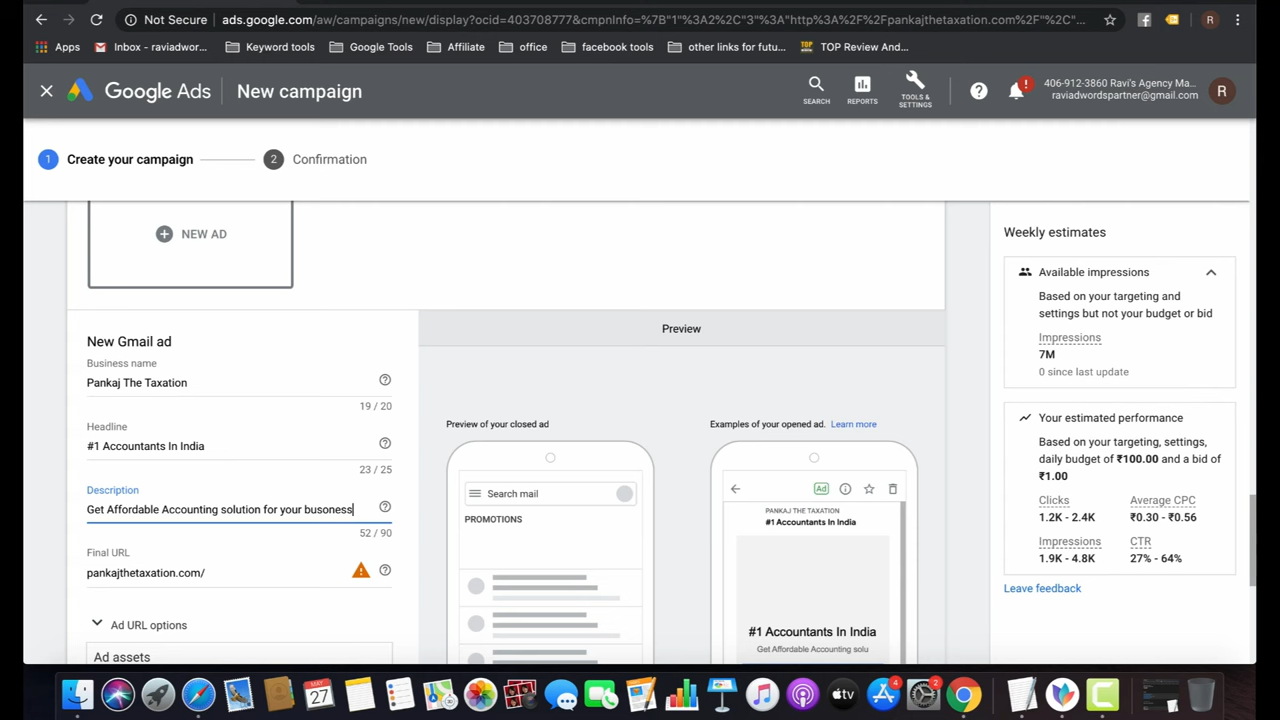 Not Secure ads.google.com/aw/campaigns/new/display?ocid=403708777&cmpnInfo=%7B"1"%3A2%2C"3"%3A"http%3A%2F%2Fpankajthetaxation.com%2F"%2C"...
R
Apps Inbox - raviadwor... Keyword tools Google Tools Affiliate office facebook tools other links for futu... TOP Review And...
Google Ads New campaign
SEARCH REPORTS TOOLS & SETTINGS
406-912-3860 Ravi's Agency Ma...
raviadwordspartner@gmail.com
R
1 Create your campaign 2 Confirmation
NEW AD
New Gmail ad
Business name
Pankaj The Taxation
19 / 20
Headline
#1 Accountants In India
23 / 25
Description
Get Affordable Accounting solution for your busoness
52 / 90
Final URL
pankajthetaxation.com/
Ad URL options
Ad assets
Preview
Preview of your closed ad
Search mail
PROMOTIONS
Examples of your opened ad. Learn more
Ad
PANKAJ THE TAXATION
#1 Accountants In India
#1 Accountants In India
Get Affordable Accounting solu
Weekly estimates
Available impressions
Based on your targeting and
settings but not your budget or bid
Impressions
7M
0 since last update
Your estimated performance
Based on your targeting, settings,
daily budget of ₹100.00 and a bid of
₹1.00
Clicks Average CPC
1.2K - 2.4K ₹0.30 - ₹0.56
Impressions CTR
1.9K - 4.8K 27% - 64%
Leave feedback
MAY
27
tv
4
2